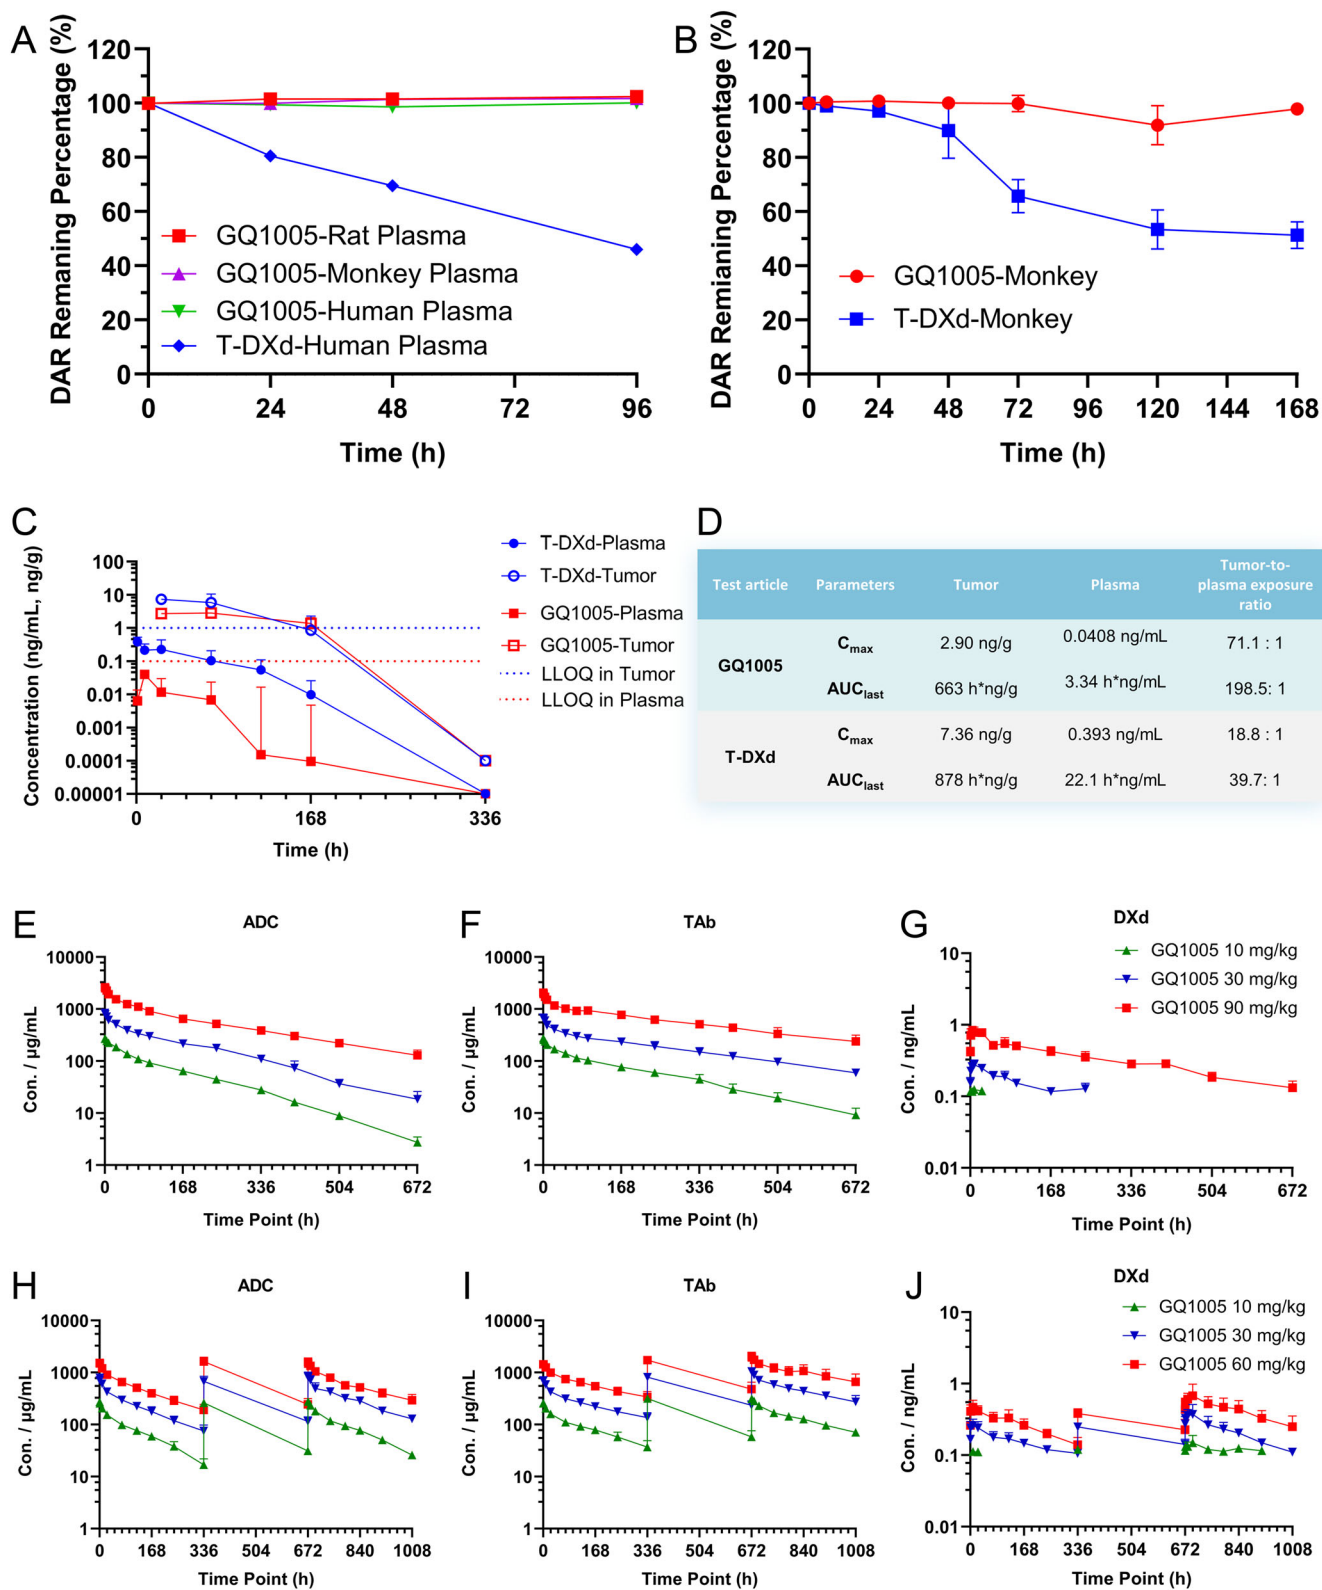 A
DAR Remaning Percentage (%)
120
100
80
60
40
20
0
GQ1005-Rat Plasma
GQ1005-Monkey Plasma
GQ1005-Human Plasma
T-DXd-Human Plasma
0 24 48 72 96
Time (h)
B
DAR Remianing Percentage (%)
120
100
80
60
40
20
0
GQ1005-Monkey
T-DXd-Monkey
0 24 48 72 96 120 144 168
Time (h)
C
Concentration (ng/mL, ng/g)
100
10
1
0.1
0.01
0.001
0.0001
0.00001
0 168 336
Time (h)
T-DXd-Plasma
T-DXd-Tumor
GQ1005-Plasma
GQ1005-Tumor
LLOQ in Tumor
LLOQ in Plasma
D
Test article Parameters Tumor Plasma Tumor-to-
plasma exposure
ratio
GQ1005
Cmax 2.90 ng/g 0.0408 ng/mL 71.1 : 1
AUClast 663 h*ng/g 3.34 h*ng/mL 198.5: 1
T-DXd
Cmax 7.36 ng/g 0.393 ng/mL 18.8 : 1
AUClast 878 h*ng/g 22.1 h*ng/mL 39.7: 1
E
ADC
Con. / µg/mL
10000
1000
100
10
1
0 168 336 504 672
Time Point (h)
F
TAb
Con. / µg/mL
10000
1000
100
10
1
0 168 336 504 672
Time Point (h)
G
DXd
GQ1005 10 mg/kg
GQ1005 30 mg/kg
GQ1005 90 mg/kg
Con. / ng/mL
10
1
0.1
0.01
0 168 336 504 672
Time Point (h)
H
ADC
Con. / µg/mL
10000
1000
100
10
1
0 168 336 504 672 840 1008
Time Point (h)
I
TAb
Con. / µg/mL
10000
1000
100
10
1
0 168 336 504 672 840 1008
Time Point (h)
J
DXd
GQ1005 10 mg/kg
GQ1005 30 mg/kg
GQ1005 60 mg/kg
Con. / ng/mL
10
1
0.1
0.01
0 168 336 504 672 840 1008
Time Point (h)